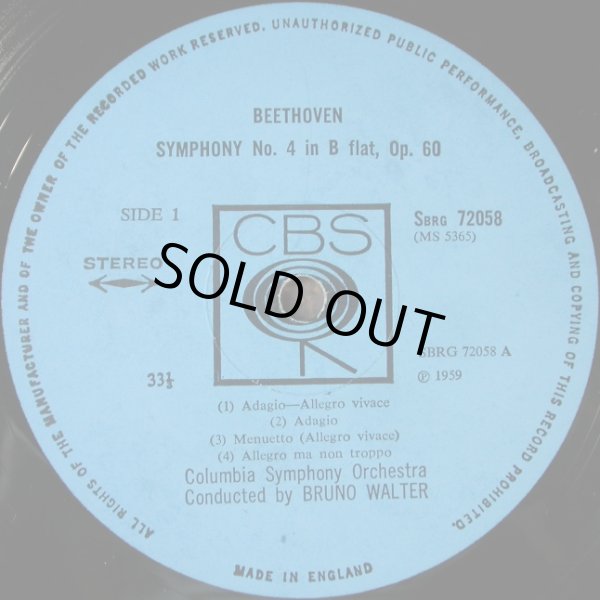 ALL RIGHTS OF THE MANUFACTURER AND OF THE OWNER OF THE RECORDED WORK RESERVED. UNAUTHORIZED PUBLIC PERFORMANCE, BROADCASTING AND COPYING OF THIS RECORD PROHIBITED.
BEETHOVEN
SYMPHONY No. 4 in B flat, Op. 60
SIDE 1
CBS
SBRG 72058
(MS 5365)
STEREO
SOLD OUT
33⅓
SBRG 72058 A
℗ 1959
(1) Adagio—Allegro vivace
(2) Adagio
(3) Menuetto (Allegro vivace)
(4) Allegro ma non troppo
Columbia Symphony Orchestra
Conducted by BRUNO WALTER
MADE IN ENGLAND